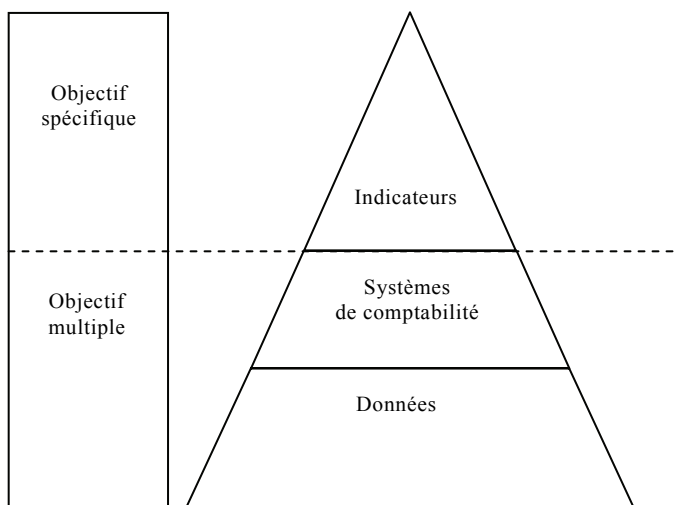 Objectif
spécifique
Indicateurs
Objectif
multiple
Systèmes
de comptabilité
Données